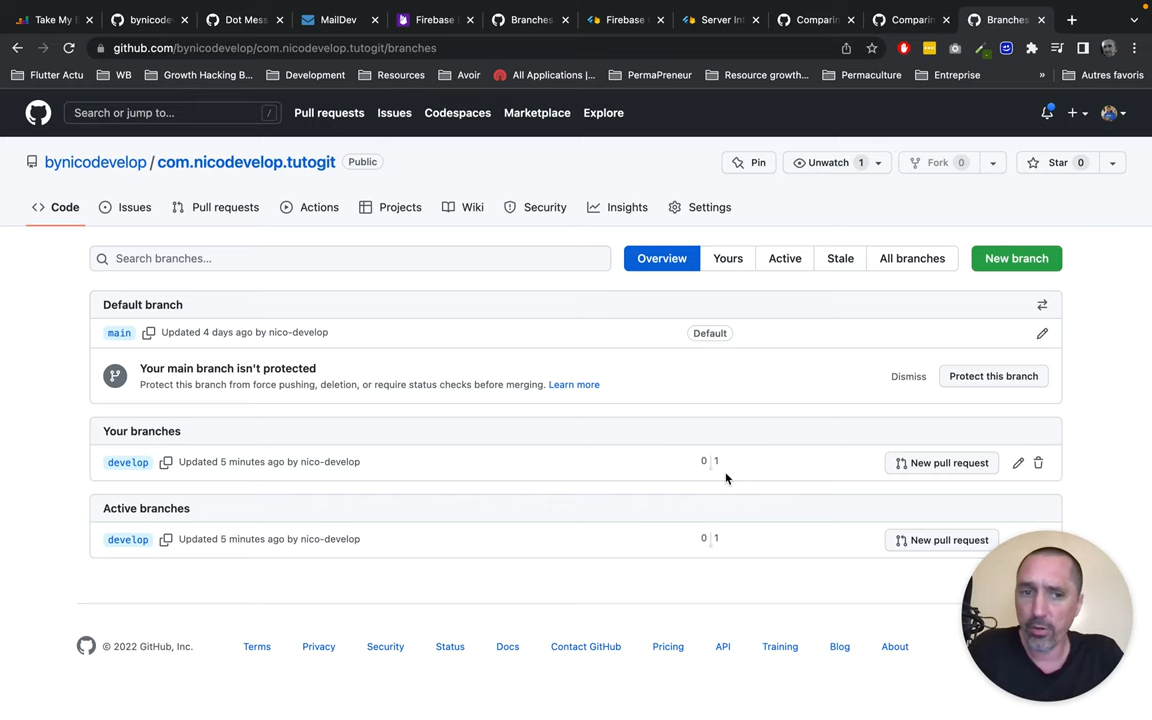 Take My E
bynicode
Dot Mess
MailDev
Firebase
Branches
Firebase
Server Int
Comparin
Comparin
Branches
github.com/bynicodevelop/com.nicodevelop.tutogit/branches
Flutter Actu
WB
Growth Hacking B...
Development
Resources
Avoir
All Applications |...
PermaPreneur
Resource growth...
Permaculture
Entreprise
»
Autres favoris
Search or jump to... /
Pull requests
Issues
Codespaces
Marketplace
Explore
bynicodevelop / com.nicodevelop.tutogit Public
Pin
Unwatch 1
Fork 0
Star 0
Code
Issues
Pull requests
Actions
Projects
Wiki
Security
Insights
Settings
Search branches...
Overview
Yours
Active
Stale
All branches
New branch
Default branch
main Updated 4 days ago by nico-develop Default
Your main branch isn't protected
Protect this branch from force pushing, deletion, or require status checks before merging. Learn more
Dismiss
Protect this branch
Your branches
develop Updated 5 minutes ago by nico-develop 0 1 New pull request
Active branches
develop Updated 5 minutes ago by nico-develop 0 1 New pull request
© 2022 GitHub, Inc.
Terms
Privacy
Security
Status
Docs
Contact GitHub
Pricing
API
Training
Blog
About